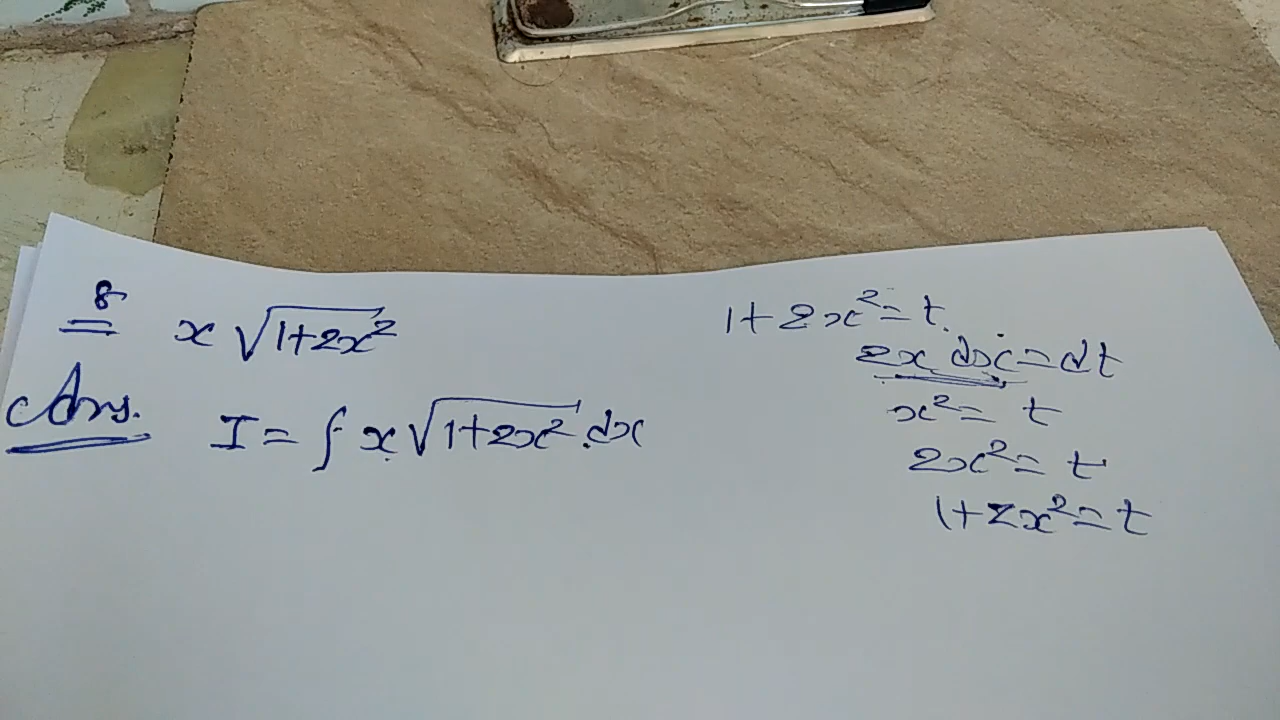 8 x √1+2x²
Ans. I = ∫ x √1+2x² . dx
1+2x² = t.
2x dx = dt
x² = t
2x² = t
1+2x² = t